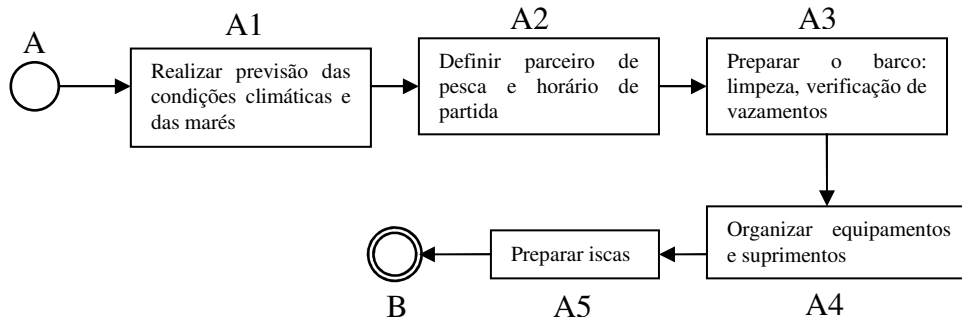 A
A1
Realizar previsão das
condições climáticas e
das marés
A2
Definir parceiro de
pesca e horário de
partida
A3
Preparar o barco:
limpeza, verificação de
vazamentos
Organizar equipamentos
e suprimentos
A4
Preparar iscas
A5
B